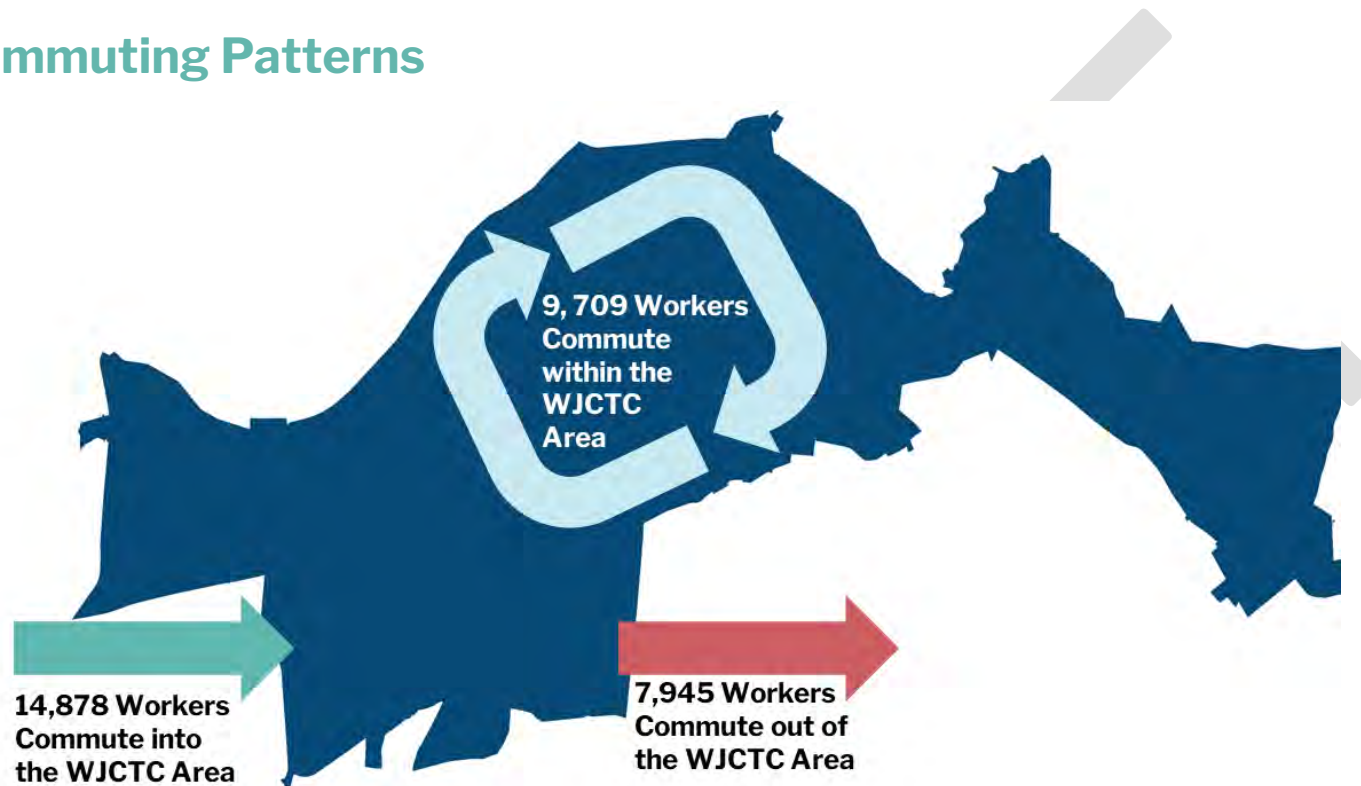 mmuting Patterns
9, 709 Workers
Commute
within the
WJCTC
Area
14,878 Workers
Commute into
the WJCTC Area
7,945 Workers
Commute out of
the WJCTC Area